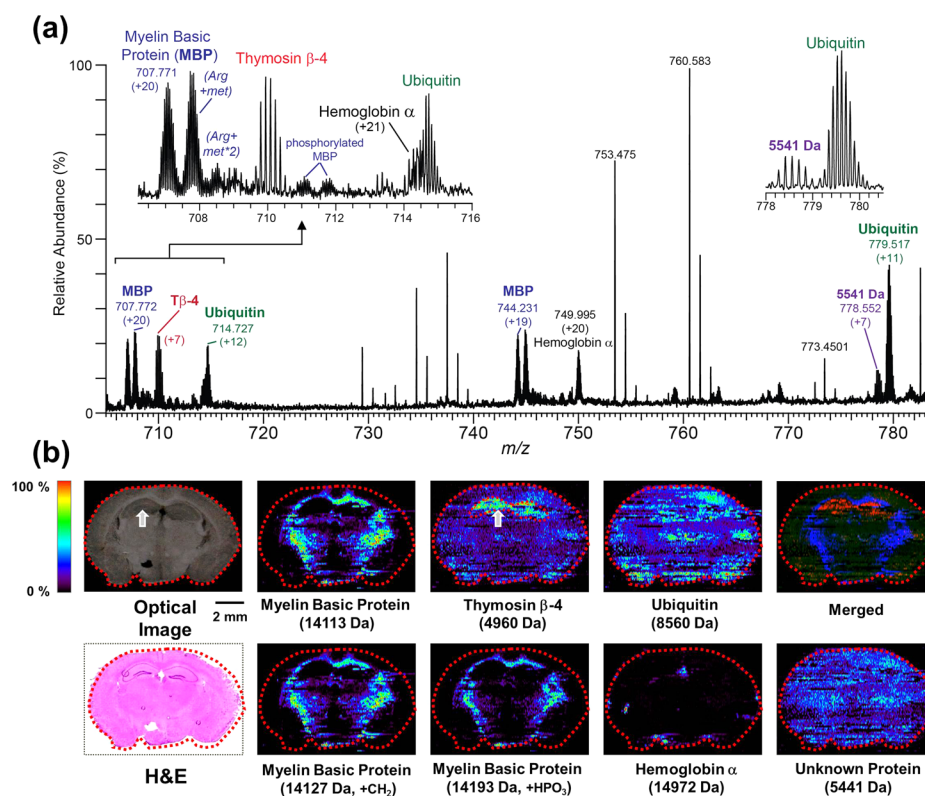 (a)
Myelin Basic
Protein (MBP)
707.771
(+20)
(Arg
+met)
(Arg+
met*2)
Thymosin β-4
phosphorylated
MBP
Hemoglobin α
(+21)
Ubiquitin
708
710
712
714
716
760.583
753.475
Ubiquitin
5541 Da
778
779
780
Relative Abundance (%)
100
50
0
MBP
707.772
(+20)
Tβ-4
(+7)
Ubiquitin
714.727
(+12)
MBP
744.231
(+19)
749.995
(+20)
Hemoglobin α
773.4501
5541 Da
778.552
(+7)
Ubiquitin
779.517
(+11)
710
720
730
740
750
760
770
780
m/z
(b)
100 %
0 %
Optical
Image
2 mm
Myelin Basic Protein
(14113 Da)
Thymosin β-4
(4960 Da)
Ubiquitin
(8560 Da)
Merged
H&E
Myelin Basic Protein
(14127 Da, +CH₂)
Myelin Basic Protein
(14193 Da, +HPO₃)
Hemoglobin α
(14972 Da)
Unknown Protein
(5441 Da)